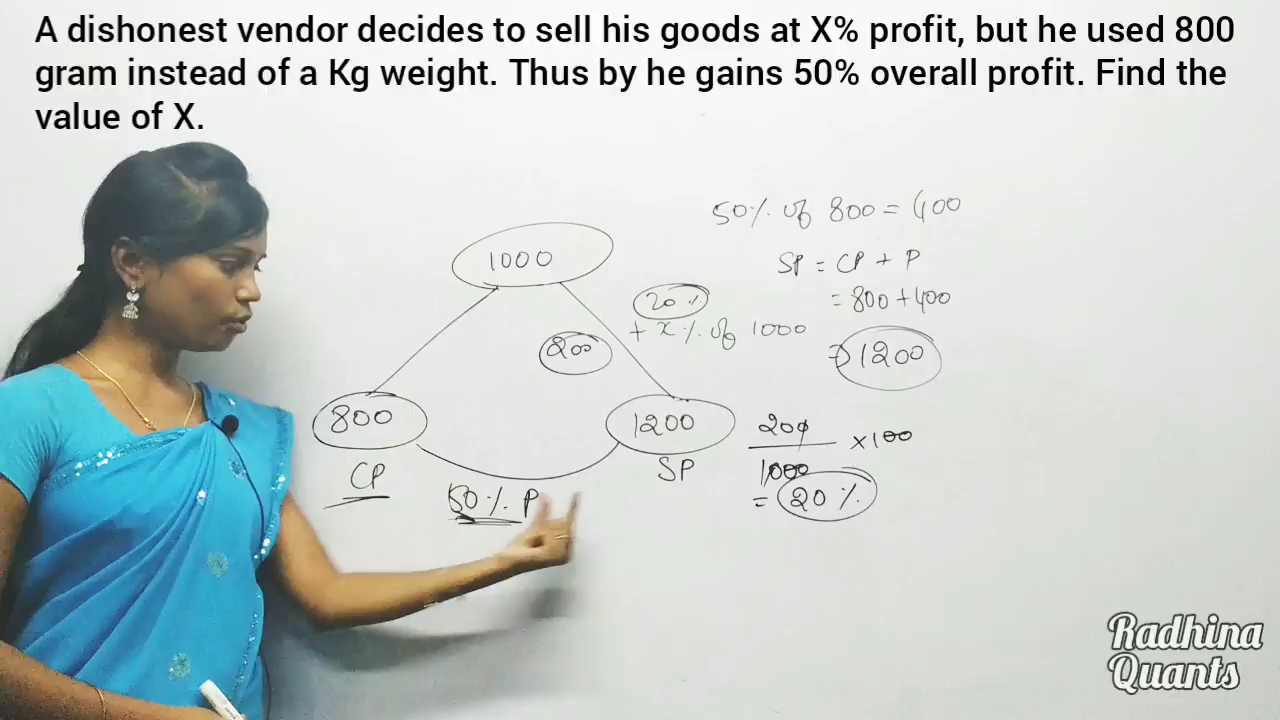 A dishonest vendor decides to sell his goods at X% profit, but he used 800
gram instead of a Kg weight. Thus by he gains 50% overall profit. Find the
value of X.
50% of 800 = 400
1000
SP = CP + P
20%
= 800 + 400
+ x% of 1000
200
⇒ 1200
800
1200
200
1000
× 100
CP
SP
50% P
= 20%
Radhina
Quants